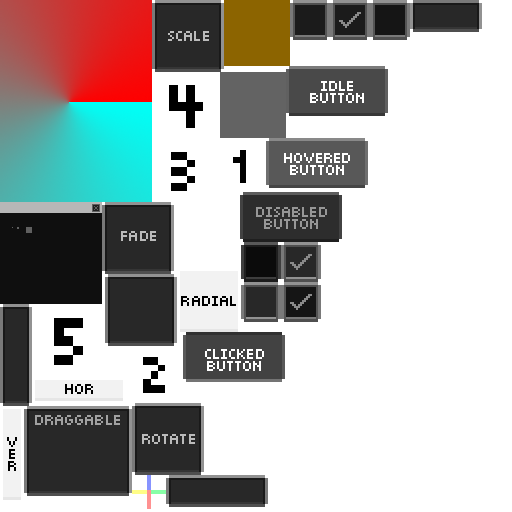 SCALE
IDLE
BUTTON
4
3
1
HOVERED
BUTTON
DISABLED
BUTTON
FADE
RADIAL
5
CLICKED
BUTTON
2
HOR
VER
DRAGGABLE
ROTATE